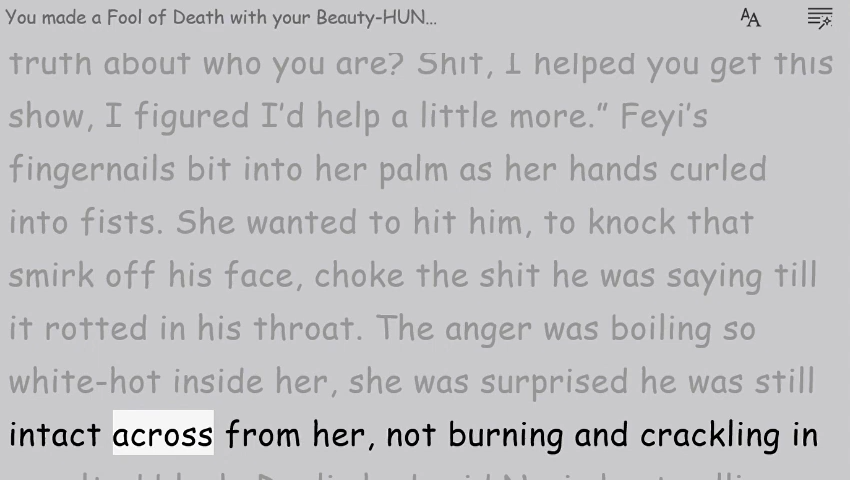 You made a Fool of Death with your Beauty-HUN...
truth about who you are? Shit, I helped you get this
show, I figured I’d help a little more.” Feyi’s
fingernails bit into her palm as her hands curled
into fists. She wanted to hit him, to knock that
smirk off his face, choke the shit he was saying till
it rotted in his throat. The anger was boiling so
white-hot inside her, she was surprised he was still
intact across from her, not burning and crackling in